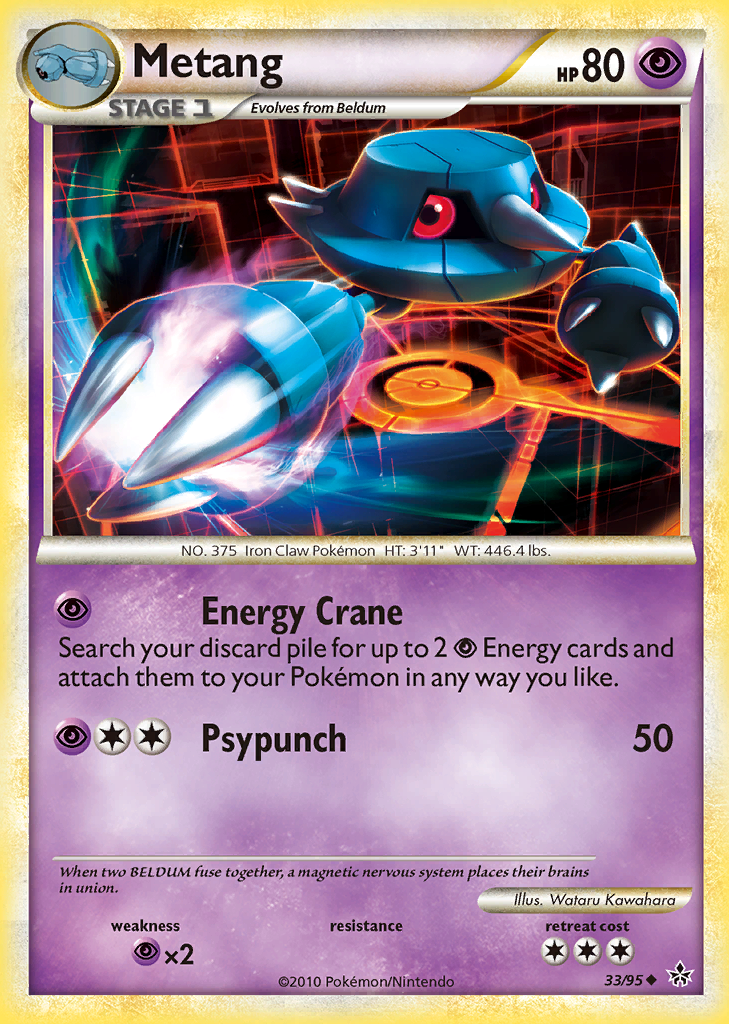 Metang
HP 80
STAGE 1
Evolves from Beldum
NO. 375 Iron Claw Pokémon HT: 3'11" WT: 446.4 lbs.
Energy Crane
Search your discard pile for up to 2 Energy cards and
attach them to your Pokémon in any way you like.
Psypunch 50
When two BELDUM fuse together, a magnetic nervous system places their brains
in union.
Illus. Wataru Kawahara
weakness resistance retreat cost
×2
©2010 Pokémon/Nintendo
33/95